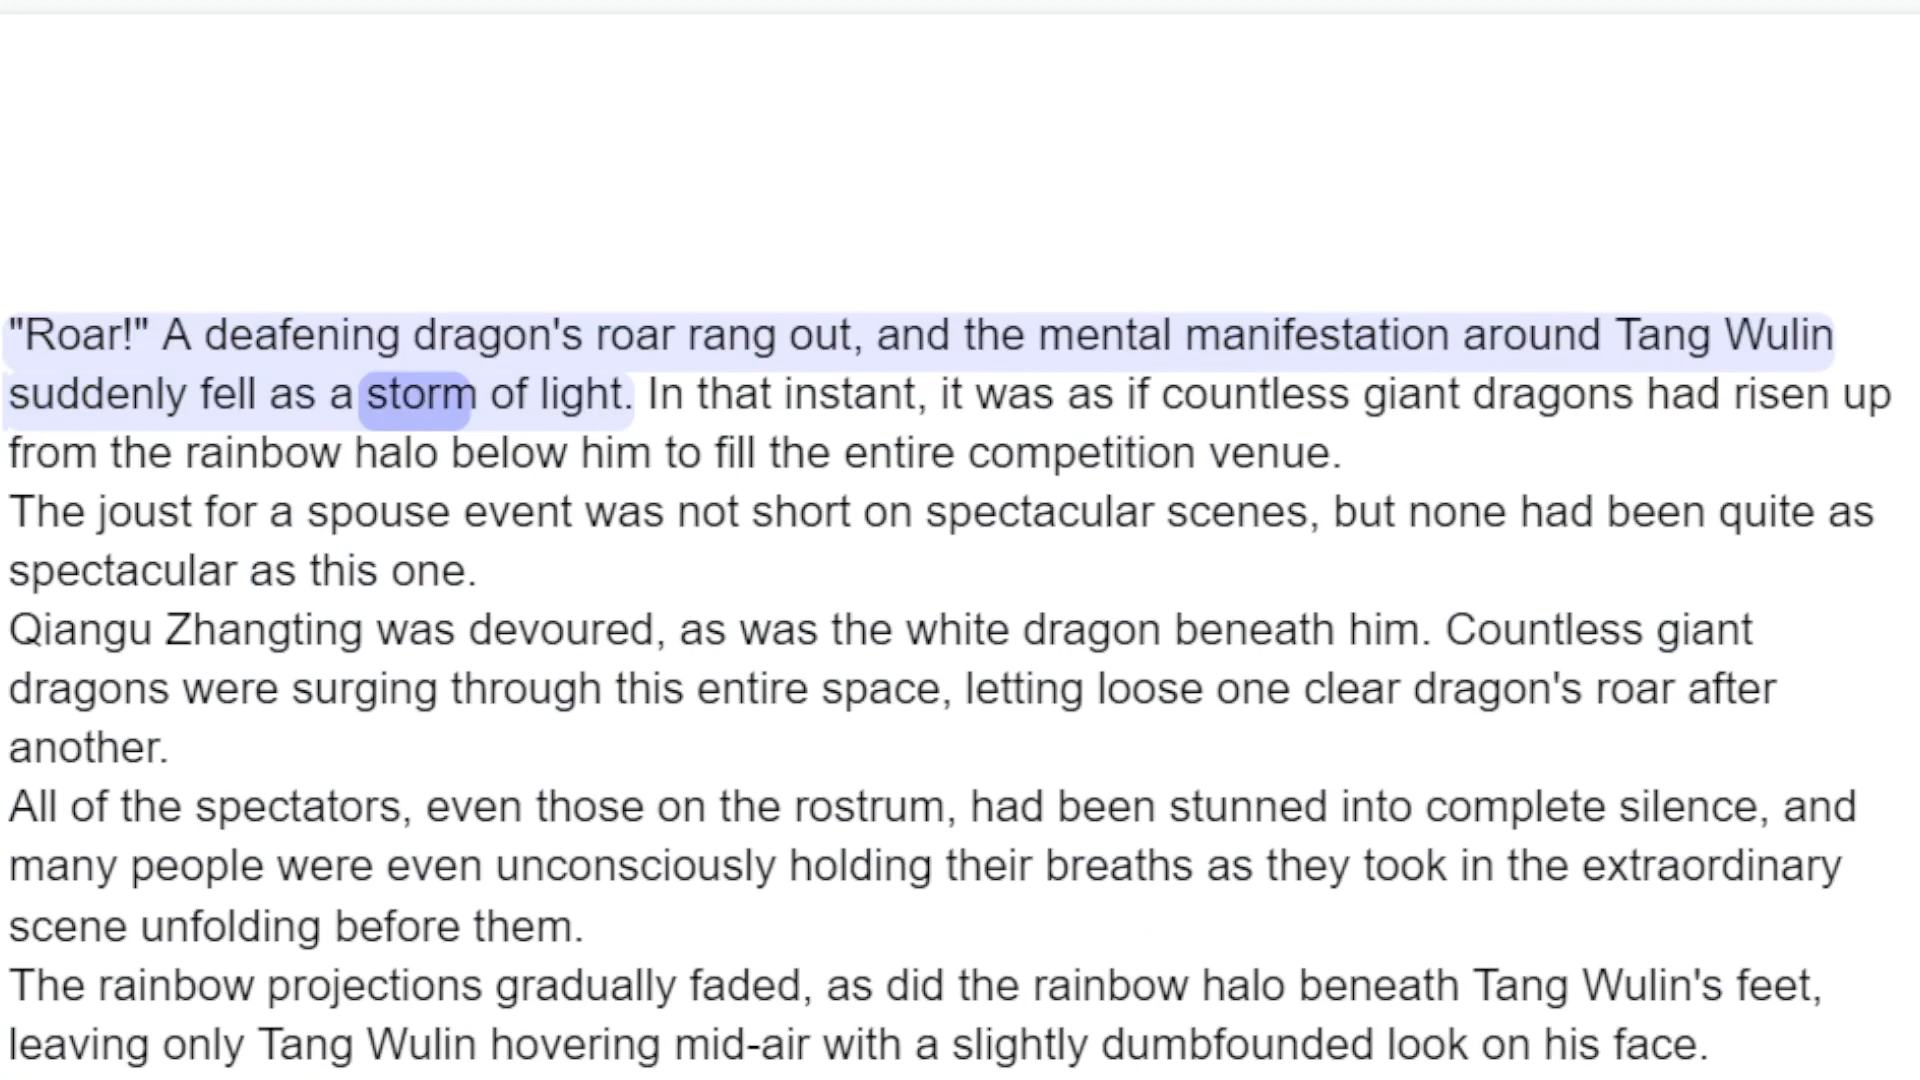 "Roar!" A deafening dragon's roar rang out, and the mental manifestation around Tang Wulin
suddenly fell as a storm of light. In that instant, it was as if countless giant dragons had risen up
from the rainbow halo below him to fill the entire competition venue.
The joust for a spouse event was not short on spectacular scenes, but none had been quite as
spectacular as this one.
Qiangu Zhangting was devoured, as was the white dragon beneath him. Countless giant
dragons were surging through this entire space, letting loose one clear dragon's roar after
another.
All of the spectators, even those on the rostrum, had been stunned into complete silence, and
many people were even unconsciously holding their breaths as they took in the extraordinary
scene unfolding before them.
The rainbow projections gradually faded, as did the rainbow halo beneath Tang Wulin's feet,
leaving only Tang Wulin hovering mid-air with a slightly dumbfounded look on his face.